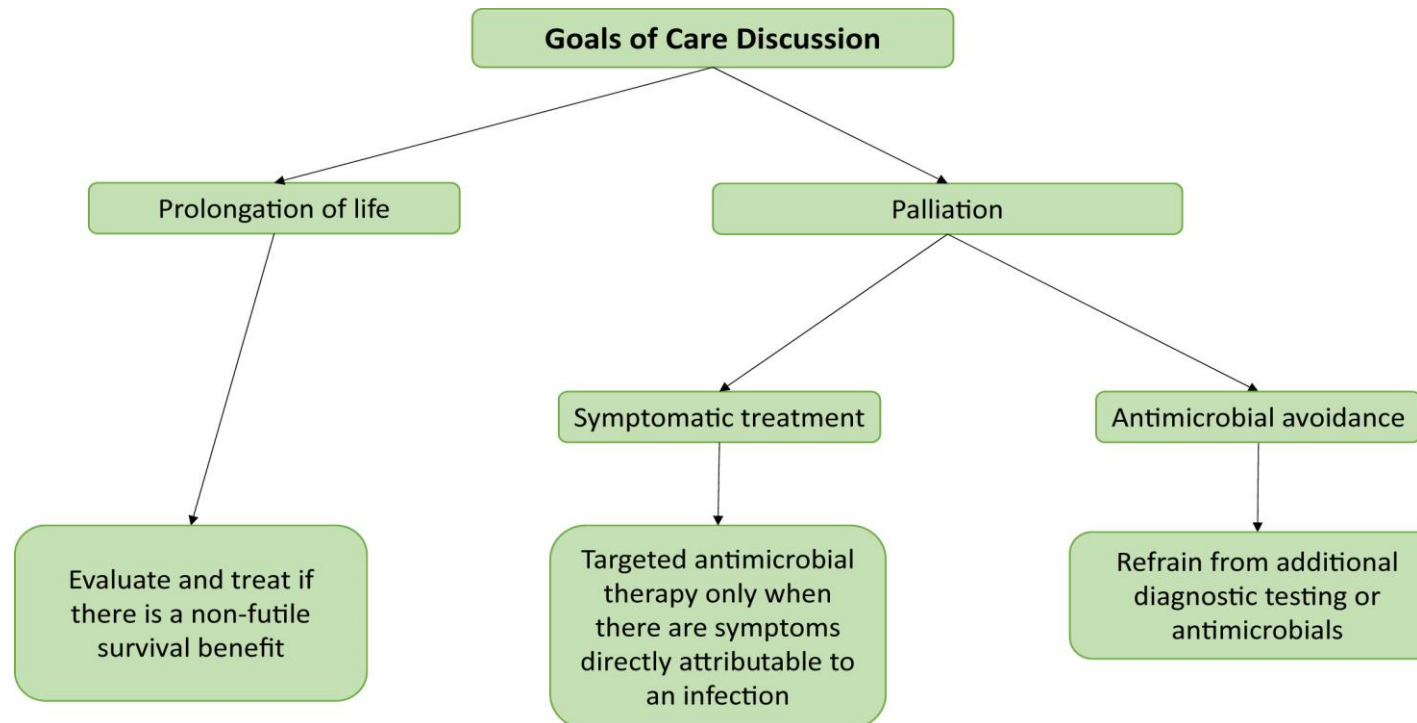 Goals of Care Discussion
Prolongation of life
Palliation
Symptomatic treatment
Antimicrobial avoidance
Evaluate and treat if
there is a non-futile
survival benefit
Targeted antimicrobial
therapy only when
there are symptoms
directly attributable to
an infection
Refrain from additional
diagnostic testing or
antimicrobials